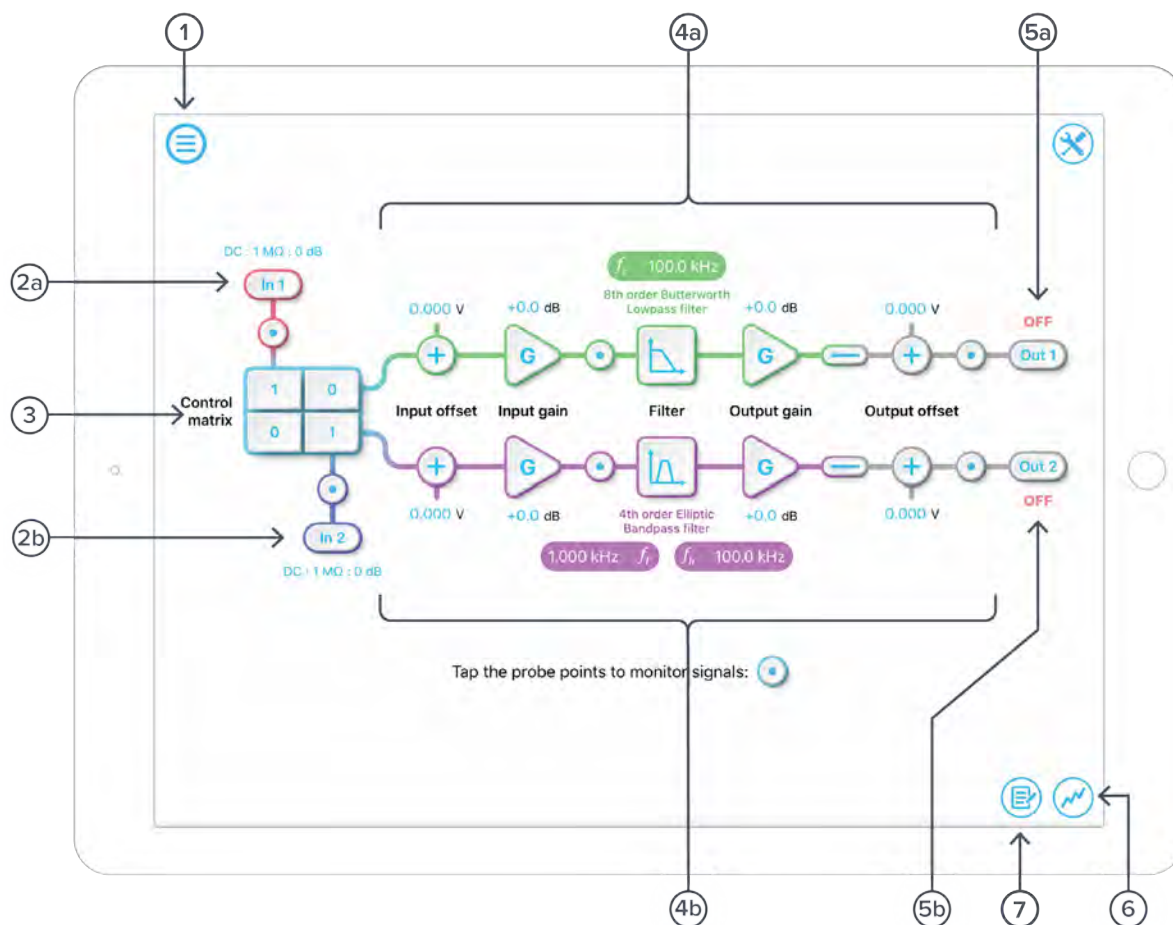 1
4a
5a
DC : 1 MΩ : 0 dB
2a
In 1
f_c 100.0 kHz
8th order Butterworth
Lowpass filter
0.000 V
+0.0 dB
+0.0 dB
0.000 V
OFF
G
G
Out 1
1 0
3
Control
matrix
Input offset
Input gain
Filter
Output gain
Output offset
0 1
G
G
Out 2
0.000 V
+0.0 dB
4th order Elliptic
Bandpass filter
+0.0 dB
0.000 V
OFF
2b
In 2
1.000 kHz f_l
f_h 100.0 kHz
DC : 1 MΩ : 0 dB
Tap the probe points to monitor signals:
4b
5b
7
6